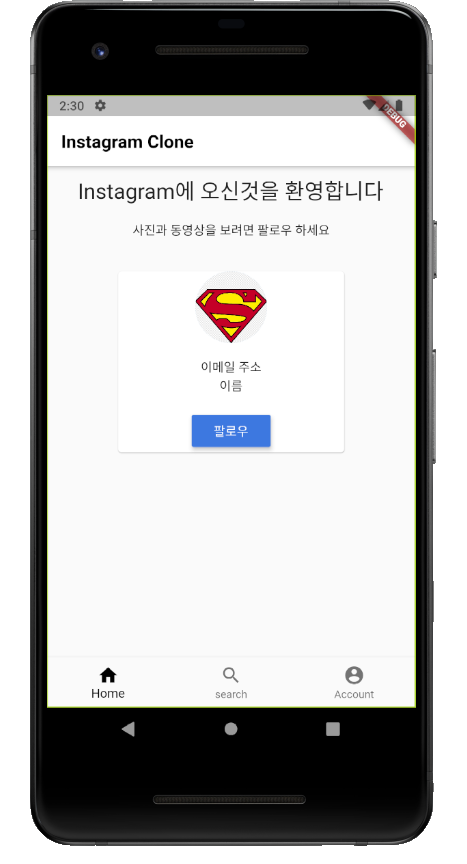 2:30
DEBUG
Instagram Clone
Instagram에 오신것을 환영합니다
사진과 동영상을 보려면 팔로우 하세요
S
이메일 주소
이름
팔로우
Home
search
Account